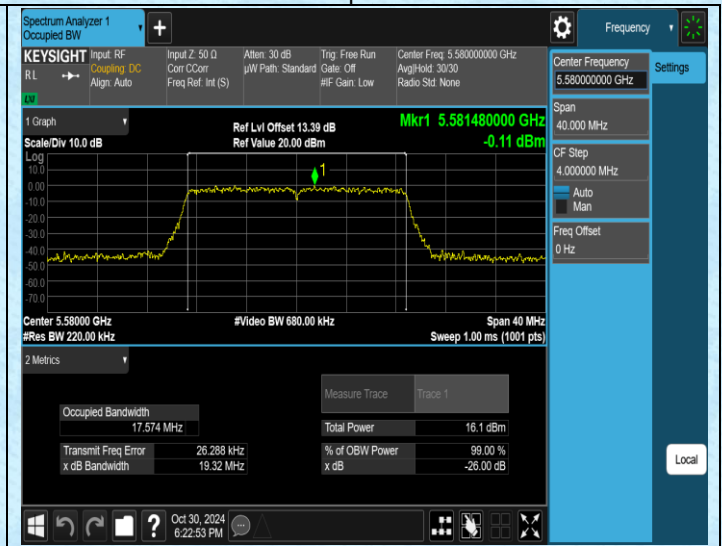 Spectrum Analyzer 1
Occupied BW
+
Frequency
KEYSIGHT
RL
LNI
Input: RF
Coupling: DC
Align: Auto
Input Z: 50 Ω
Corr CCorr
Freq Ref: Int (S)
Atten: 30 dB
µW Path: Standard
Trig: Free Run
Gate: Off
#IF Gain: Low
Center Freq: 5.580000000 GHz
Avg|Hold: 30/30
Radio Std: None
Center Frequency
5.580000000 GHz
Settings
Span
40.000 MHz
CF Step
4.000000 MHz
Auto
Man
Freq Offset
0 Hz
Local
1 Graph
Scale/Div 10.0 dB
Ref Lvl Offset 13.39 dB
Ref Value 20.00 dBm
Mkr1 5.581480000 GHz
-0.11 dBm
Log
10.0
0.00
-10.0
-20.0
-30.0
-40.0
-50.0
-60.0
-70.0
1
Center 5.58000 GHz
#Res BW 220.00 kHz
#Video BW 680.00 kHz
Span 40 MHz
Sweep 1.00 ms (1001 pts)
2 Metrics
Measure Trace Trace 1
Occupied Bandwidth
17.574 MHz
Total Power 16.1 dBm
Transmit Freq Error 26.288 kHz
% of OBW Power 99.00 %
x dB Bandwidth 19.32 MHz
x dB -26.00 dB
?
Oct 30, 2024
6:22:53 PM